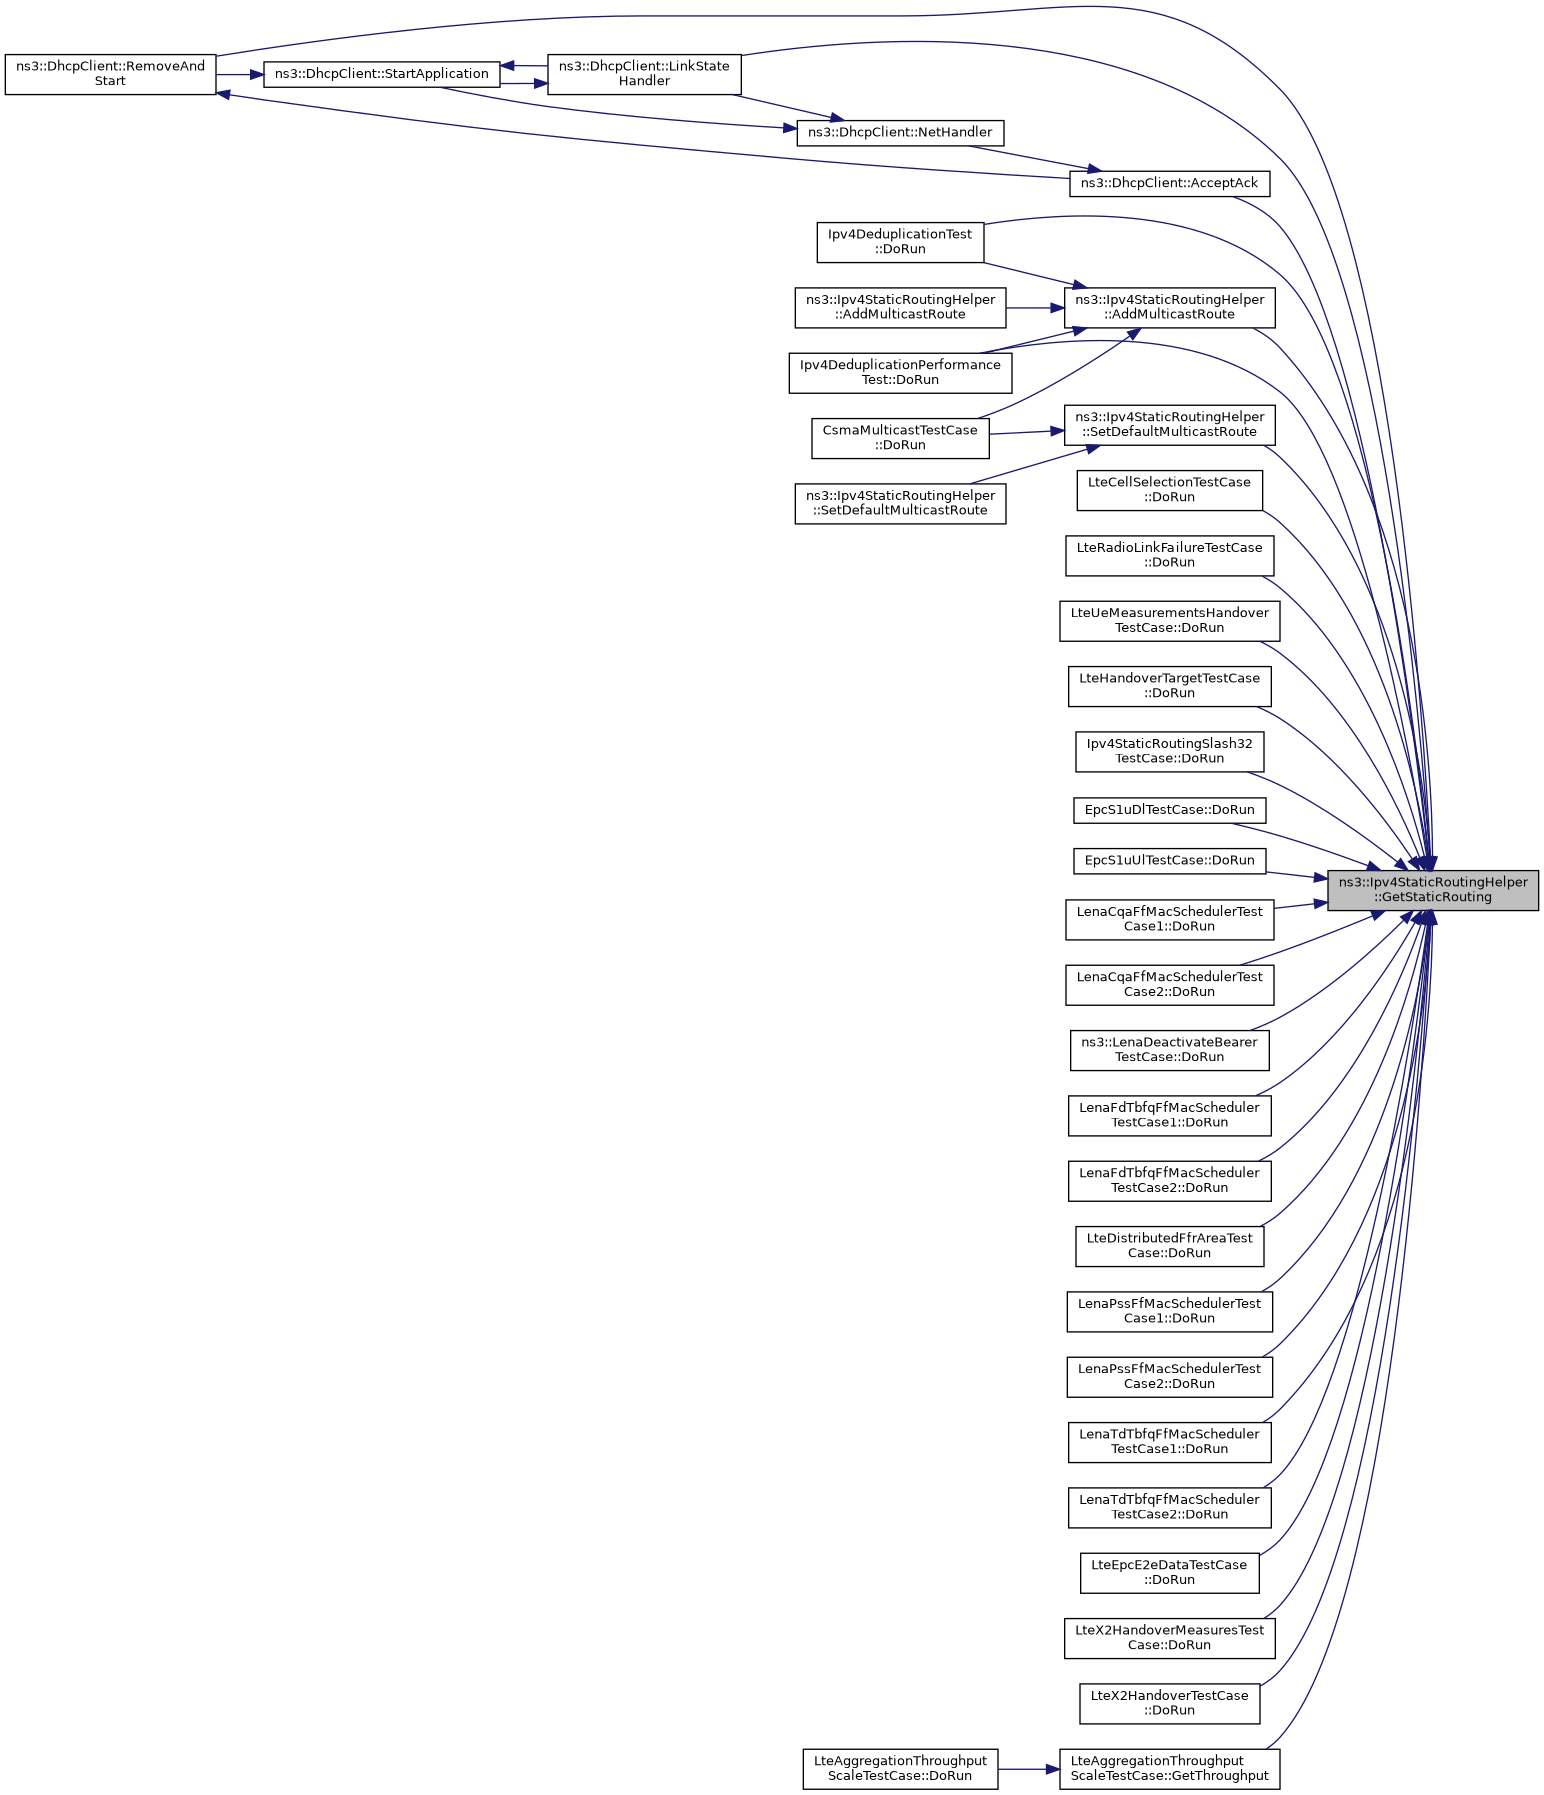 ns3::DhcpClient::RemoveAnd
Start
ns3::DhcpClient::StartApplication
ns3::DhcpClient::LinkState
Handler
ns3::DhcpClient::NetHandler
ns3::DhcpClient::AcceptAck
Ipv4DeduplicationTest
::DoRun
ns3::Ipv4StaticRoutingHelper
::AddMulticastRoute
ns3::Ipv4StaticRoutingHelper
::AddMulticastRoute
Ipv4DeduplicationPerformance
Test::DoRun
CsmaMulticastTestCase
::DoRun
ns3::Ipv4StaticRoutingHelper
::SetDefaultMulticastRoute
ns3::Ipv4StaticRoutingHelper
::SetDefaultMulticastRoute
LteCellSelectionTestCase
::DoRun
LteRadioLinkFailureTestCase
::DoRun
LteUeMeasurementsHandover
TestCase::DoRun
LteHandoverTargetTestCase
::DoRun
Ipv4StaticRoutingSlash32
TestCase::DoRun
EpcS1uDlTestCase::DoRun
EpcS1uUlTestCase::DoRun
ns3::Ipv4StaticRoutingHelper
::GetStaticRouting
LenaCqaFfMacSchedulerTest
Case1::DoRun
LenaCqaFfMacSchedulerTest
Case2::DoRun
ns3::LenaDeactivateBearer
TestCase::DoRun
LenaFdTbfqFfMacScheduler
TestCase1::DoRun
LenaFdTbfqFfMacScheduler
TestCase2::DoRun
LteDistributedFfrAreaTest
Case::DoRun
LenaPssFfMacSchedulerTest
Case1::DoRun
LenaPssFfMacSchedulerTest
Case2::DoRun
LenaTdTbfqFfMacScheduler
TestCase1::DoRun
LenaTdTbfqFfMacScheduler
TestCase2::DoRun
LteEpcE2eDataTestCase
::DoRun
LteX2HandoverMeasuresTest
Case::DoRun
LteX2HandoverTestCase
::DoRun
LteAggregationThroughput
ScaleTestCase::DoRun
LteAggregationThroughput
ScaleTestCase::GetThroughput